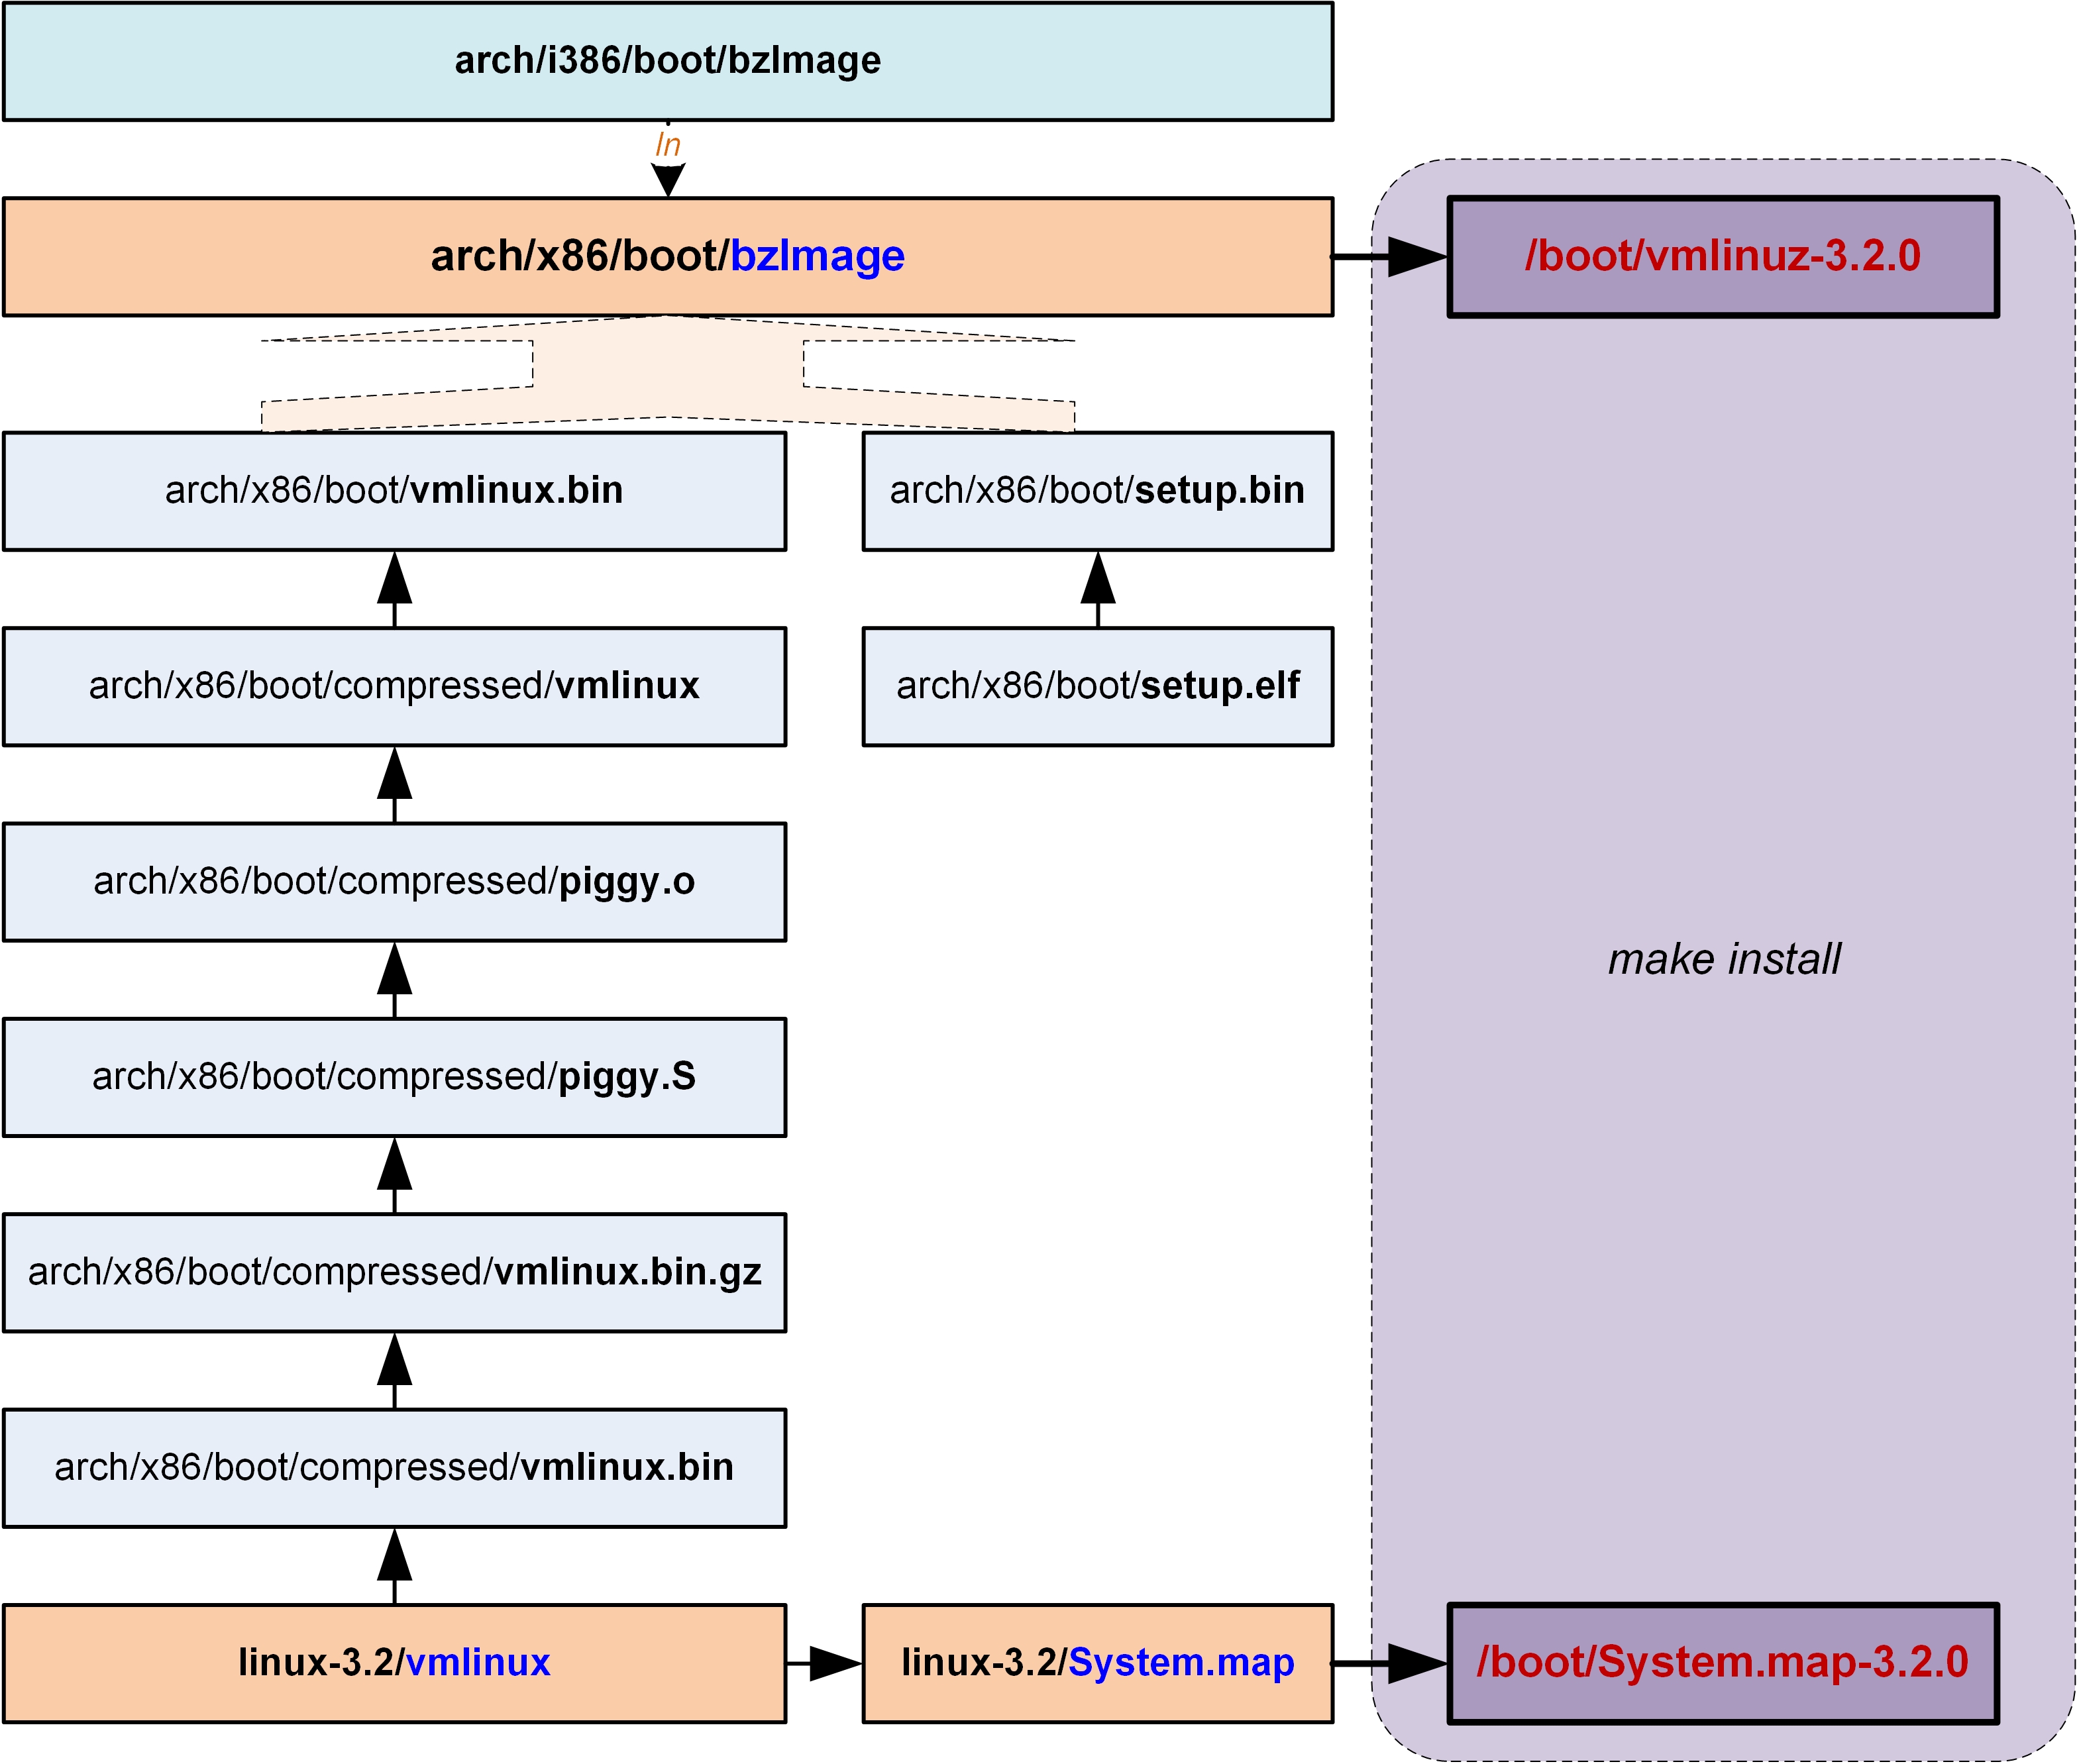 arch/i386/boot/bzImage
ln
arch/x86/boot/bzImage
/boot/vmlinuz-3.2.0
arch/x86/boot/vmlinux.bin
arch/x86/boot/setup.bin
arch/x86/boot/compressed/vmlinux
arch/x86/boot/setup.elf
arch/x86/boot/compressed/piggy.o
make install
arch/x86/boot/compressed/piggy.S
arch/x86/boot/compressed/vmlinux.bin.gz
arch/x86/boot/compressed/vmlinux.bin
linux-3.2/vmlinux
linux-3.2/System.map
/boot/System.map-3.2.0